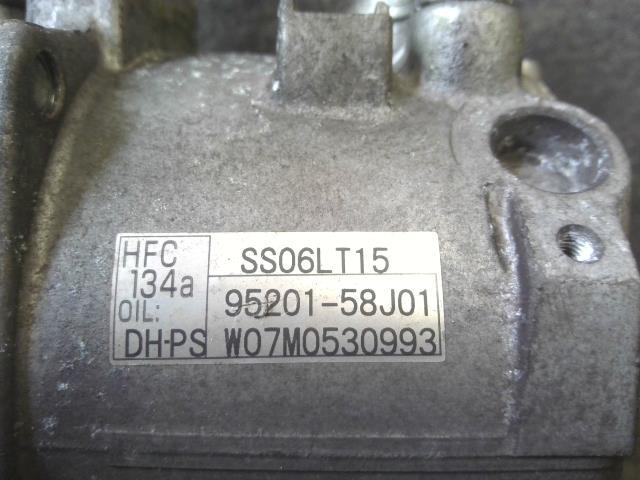 HFC
134a
OIL:
DH-PS
SS06LT15
95201-58J01
W07M0530993